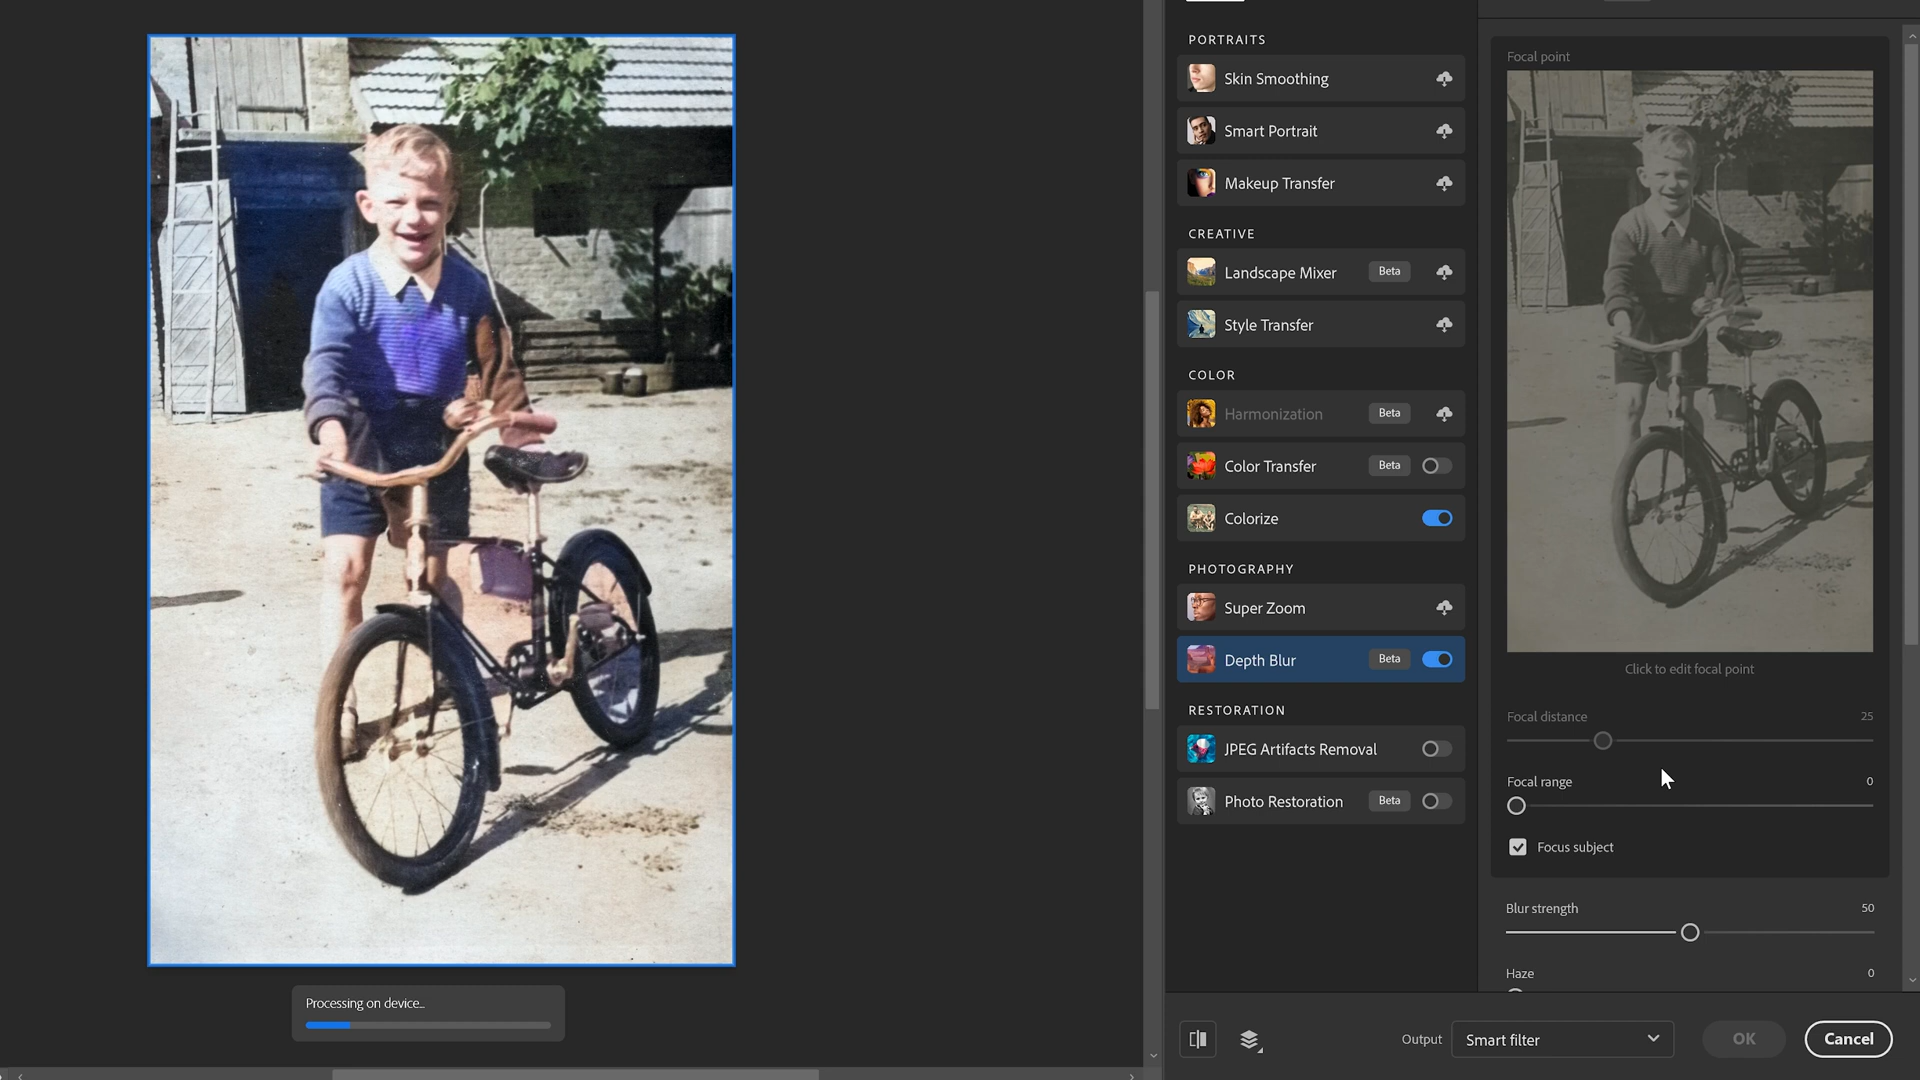 PORTRAITS
Skin Smoothing
Smart Portrait
Makeup Transfer
CREATIVE
Landscape Mixer Beta
Style Transfer
COLOR
Harmonization Beta
Color Transfer Beta
Colorize
PHOTOGRAPHY
Super Zoom
Depth Blur Beta
RESTORATION
JPEG Artifacts Removal
Photo Restoration Beta
Focal point
Click to edit focal point
Focal distance 25
Focal range 0
Focus subject
Blur strength 50
Haze 0
Processing on device...
Output Smart filter OK Cancel